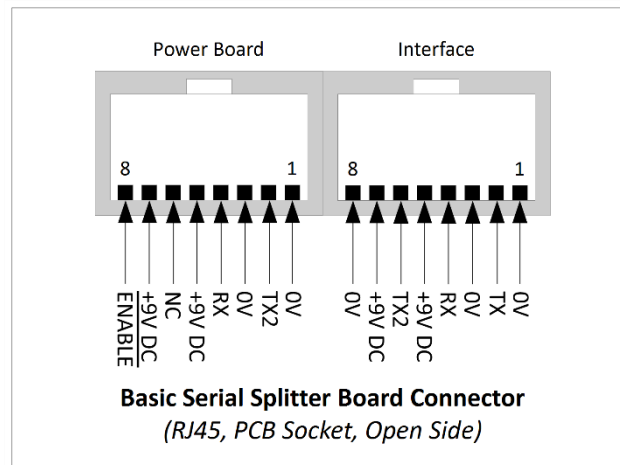 Power Board
Interface
8
1
8
1
ENABLE
+9V DC
NC
+9V DC
RX
0V
TX2
0V
0V
+9V DC
TX2
+9V DC
RX
0V
TX
0V
Basic Serial Splitter Board Connector
(RJ45, PCB Socket, Open Side)